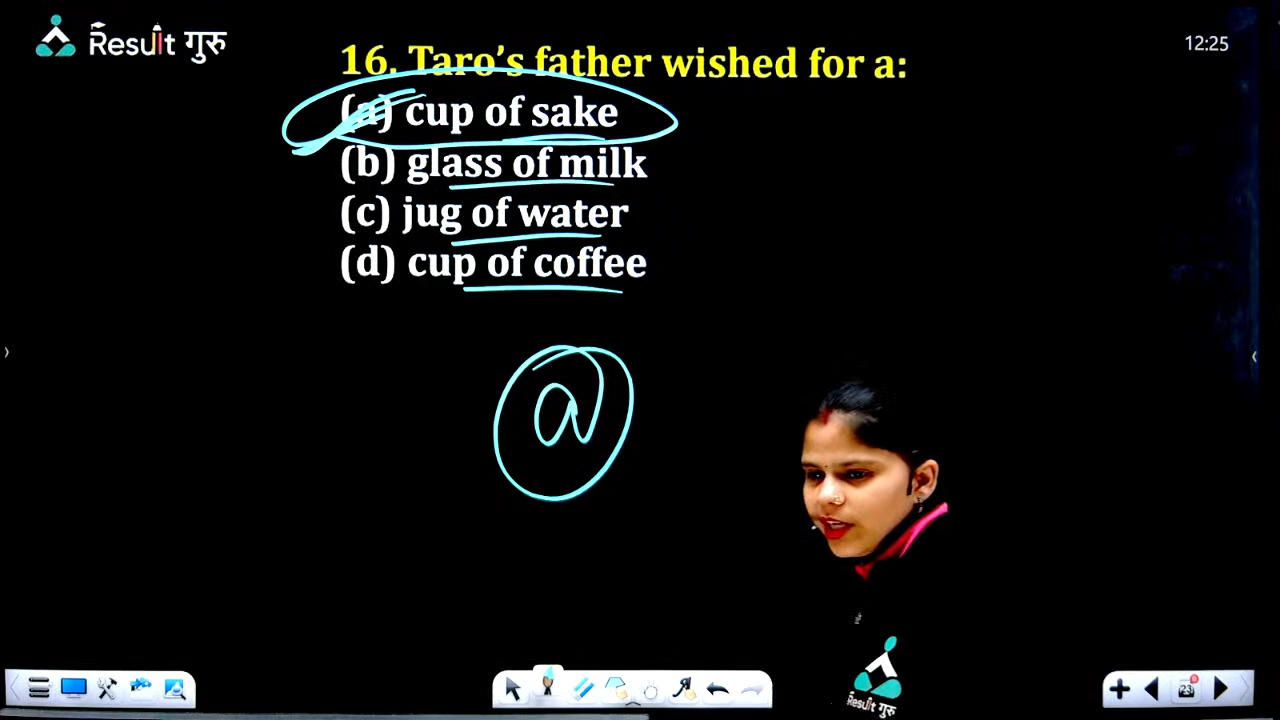 Result गुरु
12:25
16. Taro's father wished for a:
(a) cup of sake
(b) glass of milk
(c) jug of water
(d) cup of coffee
a
23
Result गुरु